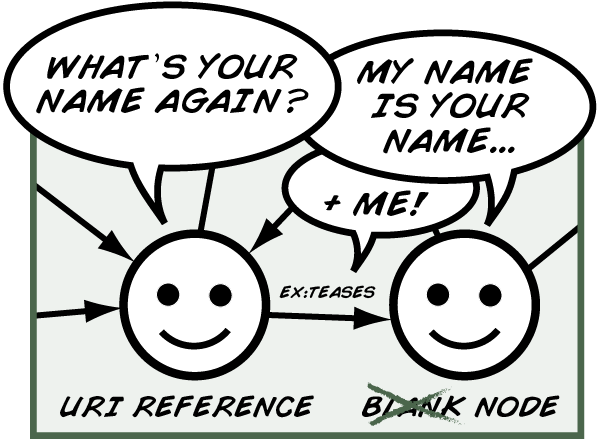 WHAT'S YOUR
NAME AGAIN?
MY NAME
IS YOUR
NAME...
+ ME!
EX:TEASES
URI REFERENCE
BLANK NODE